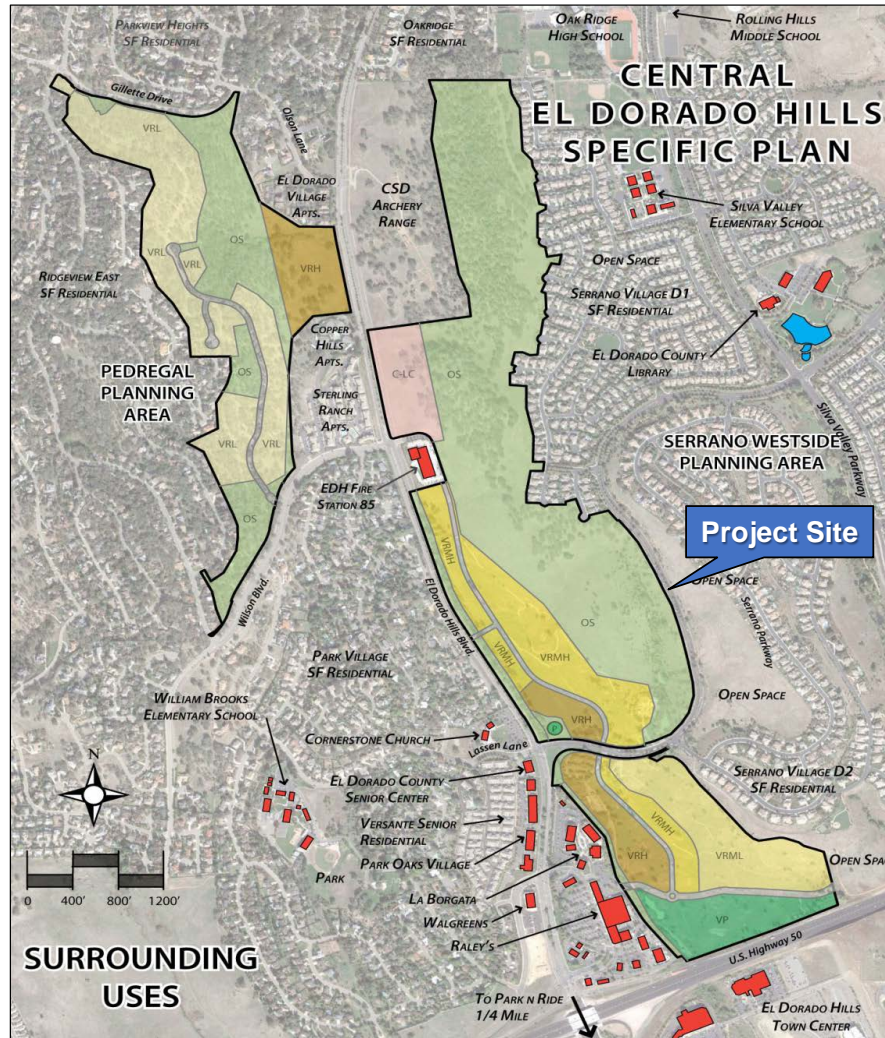 PARKVIEW HEIGHTS
SF RESIDENTIAL
OAKRIDGE
SF RESIDENTIAL
OAK RIDGE
HIGH SCHOOL
ROLLING HILLS
MIDDLE SCHOOL
CENTRAL
EL DORADO HILLS
SPECIFIC PLAN
Gillette Drive
Olson Lane
VRL
EL DORADO
VILLAGE
APTS.
CSD
ARCHERY
RANGE
SILVA VALLEY
ELEMENTARY SCHOOL
OPEN SPACE
SERRANO VILLAGE D1
SF RESIDENTIAL
VRL
VRL
OS
VRH
RIDGEVIEW EAST
SF RESIDENTIAL
COPPER
HILLS
APTS.
EL DORADO COUNTY
LIBRARY
PEDREGAL
PLANNING
AREA
OS
C-LC
OS
STERLING
RANCH
APTS.
Silva Valley Parkway
VRL
VRL
SERRANO WESTSIDE
PLANNING AREA
EDH FIRE
STATION 85
OS
Project Site
VRMH
OPEN SPACE
Wilson Blvd.
El Dorado Hills Blvd.
Serrano Parkway
OS
PARK VILLAGE
SF RESIDENTIAL
VRMH
VRMH
WILLIAM BROOKS
ELEMENTARY SCHOOL
OPEN SPACE
VRH
P
CORNERSTONE CHURCH
Lassen Lane
N
EL DORADO COUNTY
SENIOR CENTER
SERRANO VILLAGE D2
SF RESIDENTIAL
VERSANTE SENIOR
RESIDENTIAL
VRMH
PARK OAKS VILLAGE
VRH
VRML
OPEN SPAC
PARK
LA BORGATA
0 400' 800' 1200'
WALGREENS
VP
RALEY'S
U.S. Highway 50
SURROUNDING
USES
TO PARK N RIDE
1/4 MILE
EL DORADO HILLS
TOWN CENTER